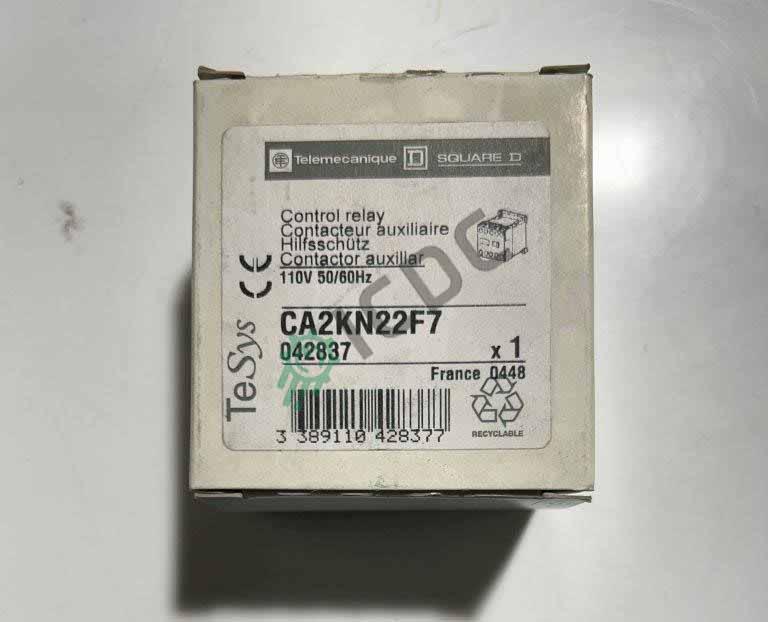 Telemecanique SQUARE D
Control relay
Contacteur auxiliaire
Hilfsschütz
Contactor auxiliar
110V 50/60Hz
CE
TeSys
CA2KN22F7
042837 x 1
France 0448
3 389110 428377
RECYCLABLE
ICDC